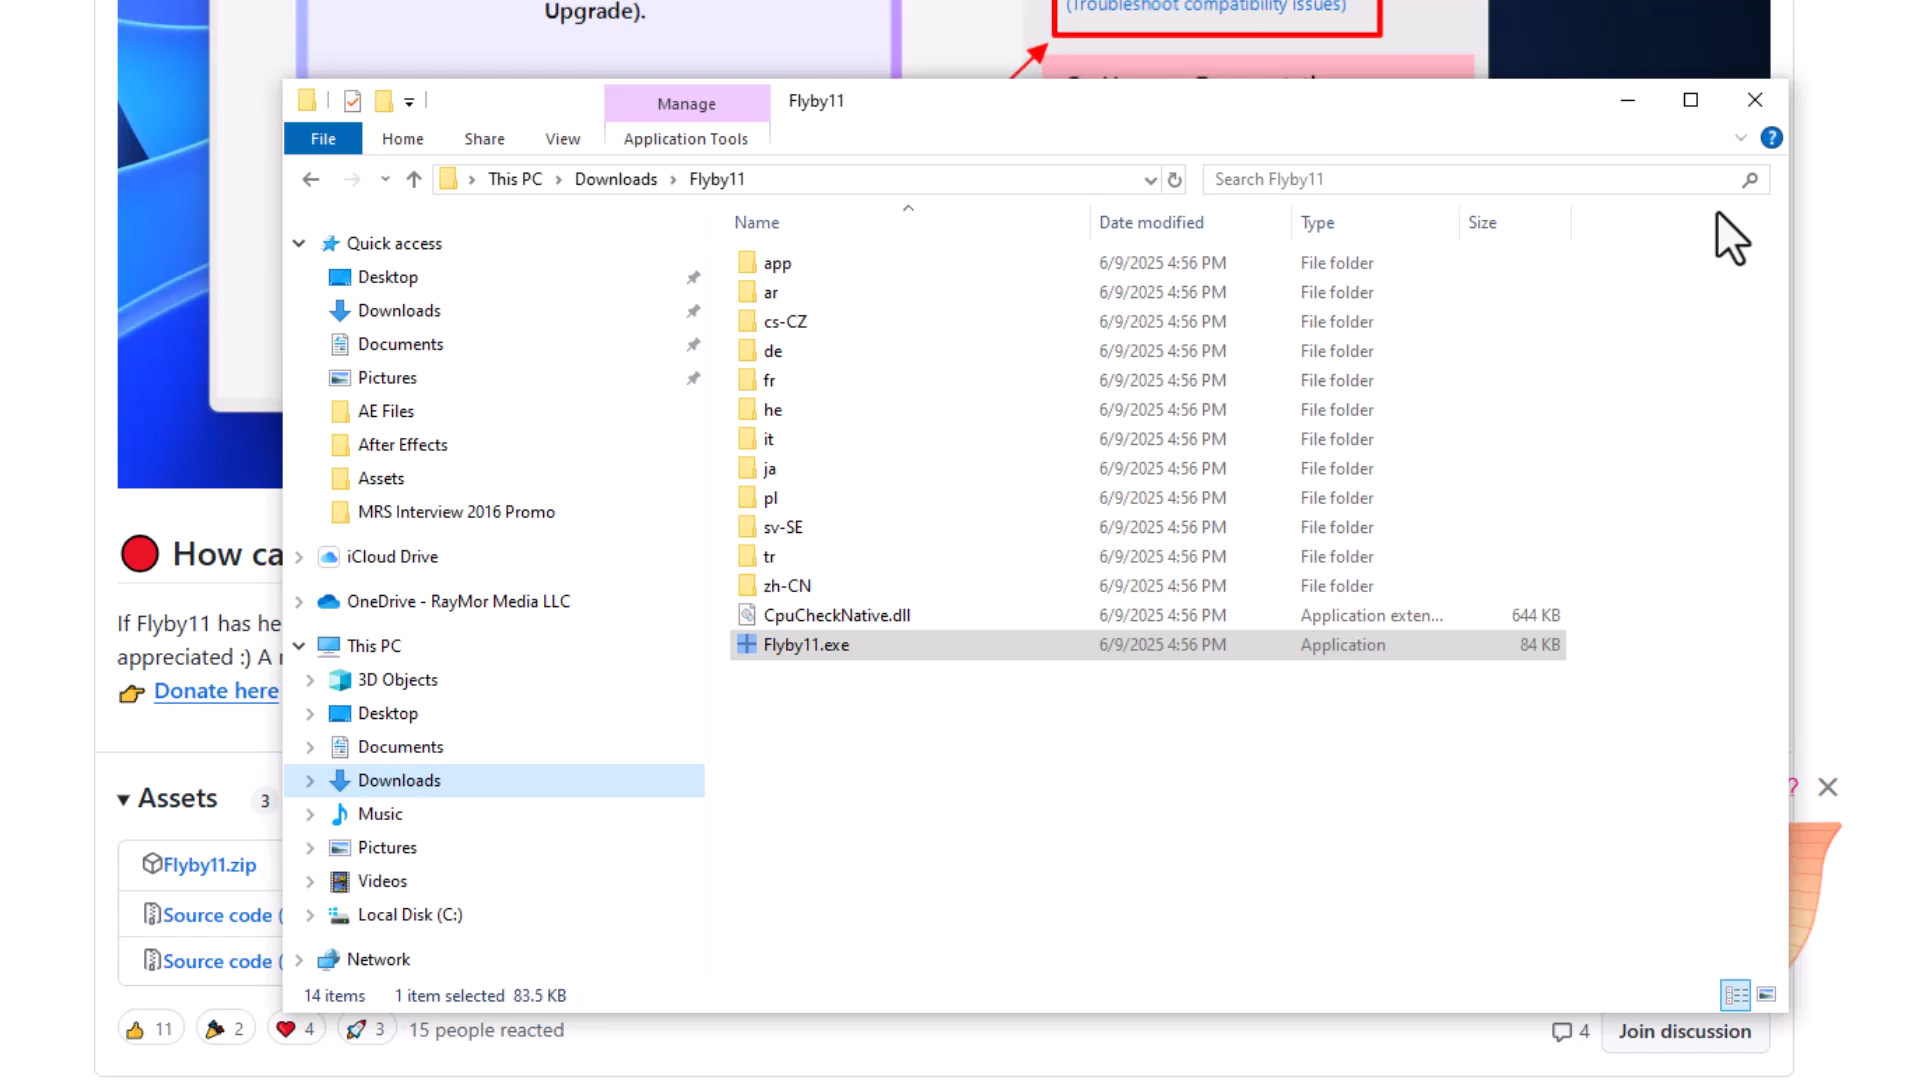 Upgrade).
(Troubleshoot compatibility issues)
Manage
Flyby11
File
Home
Share
View
Application Tools
This PC
Downloads
Flyby11
Search Flyby11
Name
Date modified
Type
Size
Quick access
Desktop
Downloads
Documents
Pictures
AE Files
After Effects
Assets
MRS Interview 2016 Promo
iCloud Drive
OneDrive - RayMor Media LLC
This PC
3D Objects
Desktop
Documents
Downloads
Music
Pictures
Videos
Local Disk (C:)
Network
app 6/9/2025 4:56 PM File folder
ar 6/9/2025 4:56 PM File folder
cs-CZ 6/9/2025 4:56 PM File folder
de 6/9/2025 4:56 PM File folder
fr 6/9/2025 4:56 PM File folder
he 6/9/2025 4:56 PM File folder
it 6/9/2025 4:56 PM File folder
ja 6/9/2025 4:56 PM File folder
pl 6/9/2025 4:56 PM File folder
sv-SE 6/9/2025 4:56 PM File folder
tr 6/9/2025 4:56 PM File folder
zh-CN 6/9/2025 4:56 PM File folder
CpuCheckNative.dll 6/9/2025 4:56 PM Application exten... 644 KB
Flyby11.exe 6/9/2025 4:56 PM Application 84 KB
14 items 1 item selected 83.5 KB
How ca
If Flyby11 has he
appreciated :) A
Donate here
Assets 3
Flyby11.zip
Source code (
Source code (
11 2 4 3 15 people reacted
4 Join discussion
?